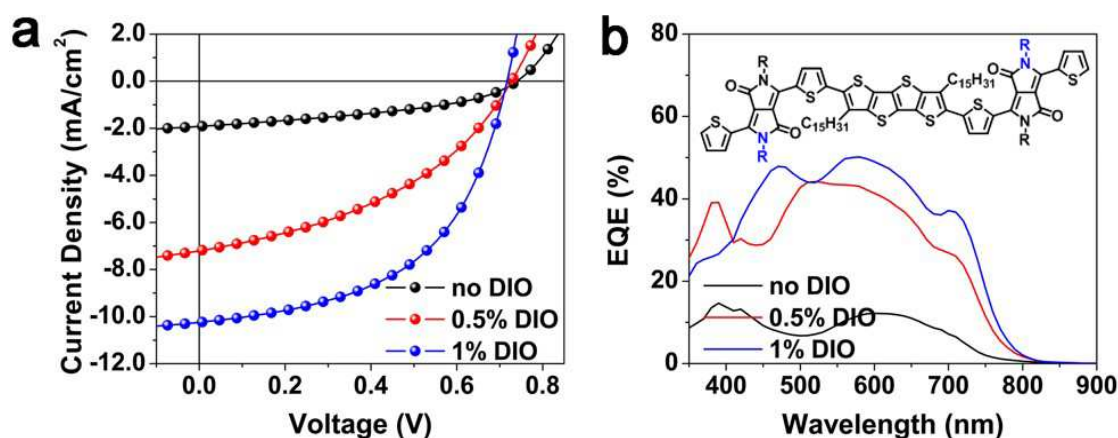 a
2.0
0.0
-2.0
-4.0
-6.0
-8.0
-10.0
-12.0
Current Density (mA/cm²)
no DIO
0.5% DIO
1% DIO
0.0 0.2 0.4 0.6 0.8
Voltage (V)
b
80
60
40
20
0
EQE (%)
R
N
S
O
O
N
R
S
S
S
C₁₅H₃₁
C₁₅H₃₁
S
S
S
R
N
S
O
O
N
R
no DIO
0.5% DIO
1% DIO
400 500 600 700 800 900
Wavelength (nm)